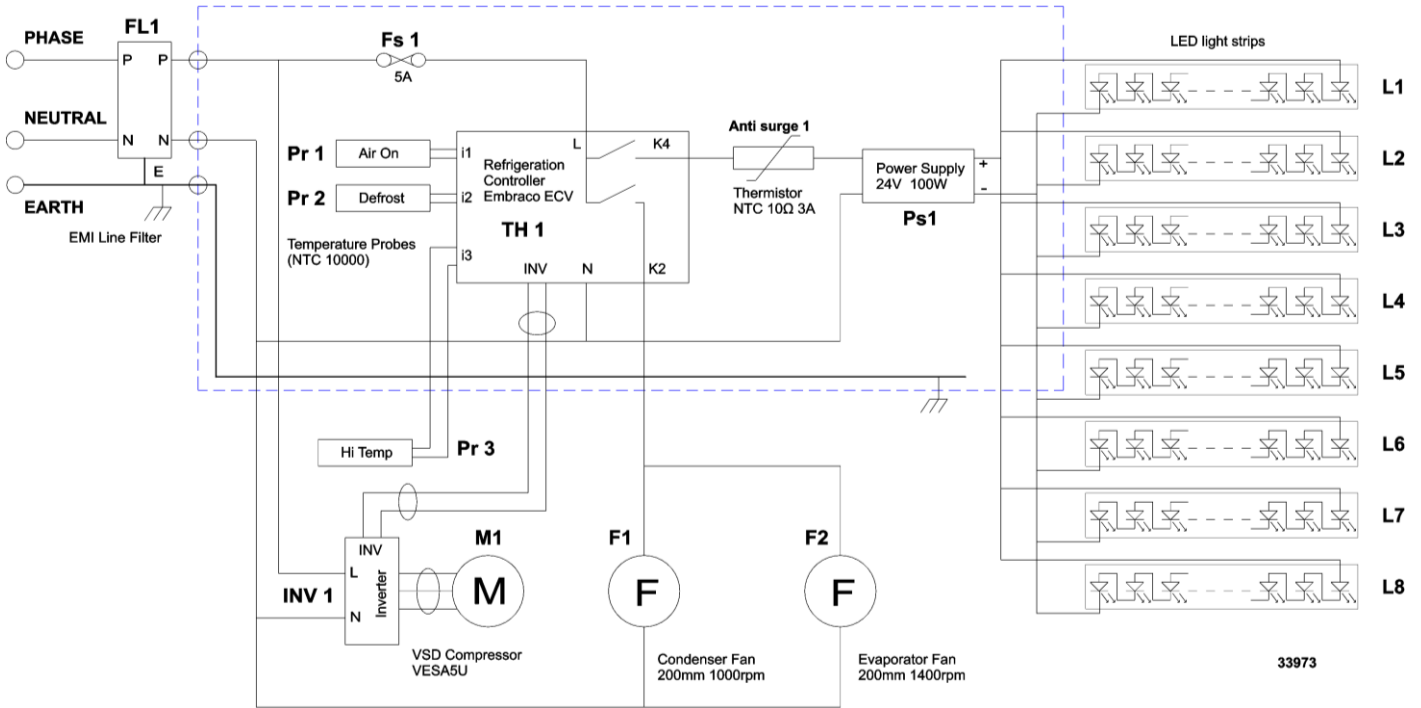 FL1
PHASE
P P
NEUTRAL
N N
E
EARTH
EMI Line Filter
Fs 1
5A
Pr 1
Air On
i1
Pr 2
Defrost
i2
Temperature Probes
(NTC 10000)
i3
L
K4
Refrigeration
Controller
Embraco ECV
TH 1
INV
N
K2
Anti surge 1
Thermistor
NTC 10Ω 3A
Power Supply
24V 100W
+
-
Ps1
LED light strips
L1
L2
L3
L4
L5
L6
L7
L8
Hi Temp
Pr 3
INV 1
INV
L
N
Inverter
M1
M
VSD Compressor
VESA5U
F1
F
Condenser Fan
200mm 1000rpm
F2
F
Evaporator Fan
200mm 1400rpm
33973